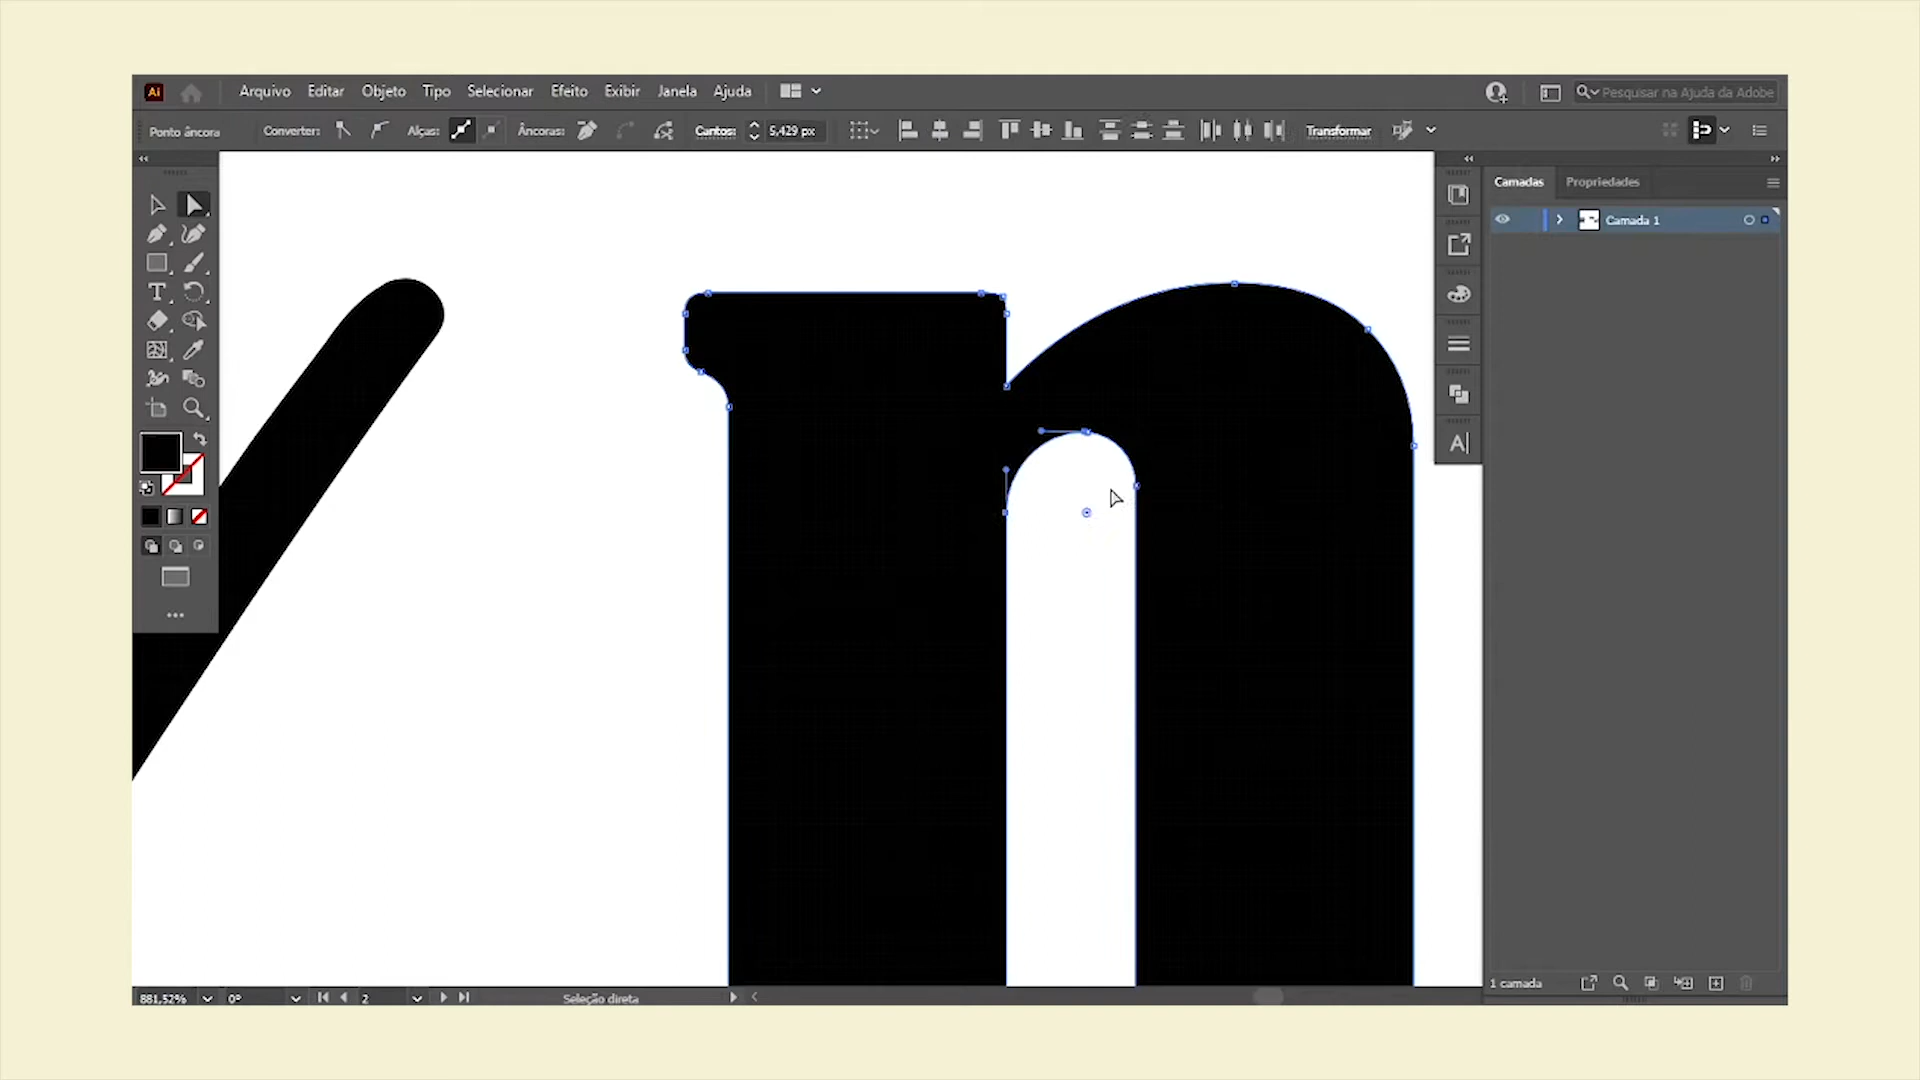 Ai Arquivo Editar Objeto Tipo Selecionar Efeito Exibir Janela Ajuda Pesquisar na Ajuda da Adobe
Ponto âncora Converter: Alças: Âncoras: Cantos: 5,429 px Transformar
Camadas Propriedades
Camada 1
n
1 camada
881,52% 0° 2 Seleção direta